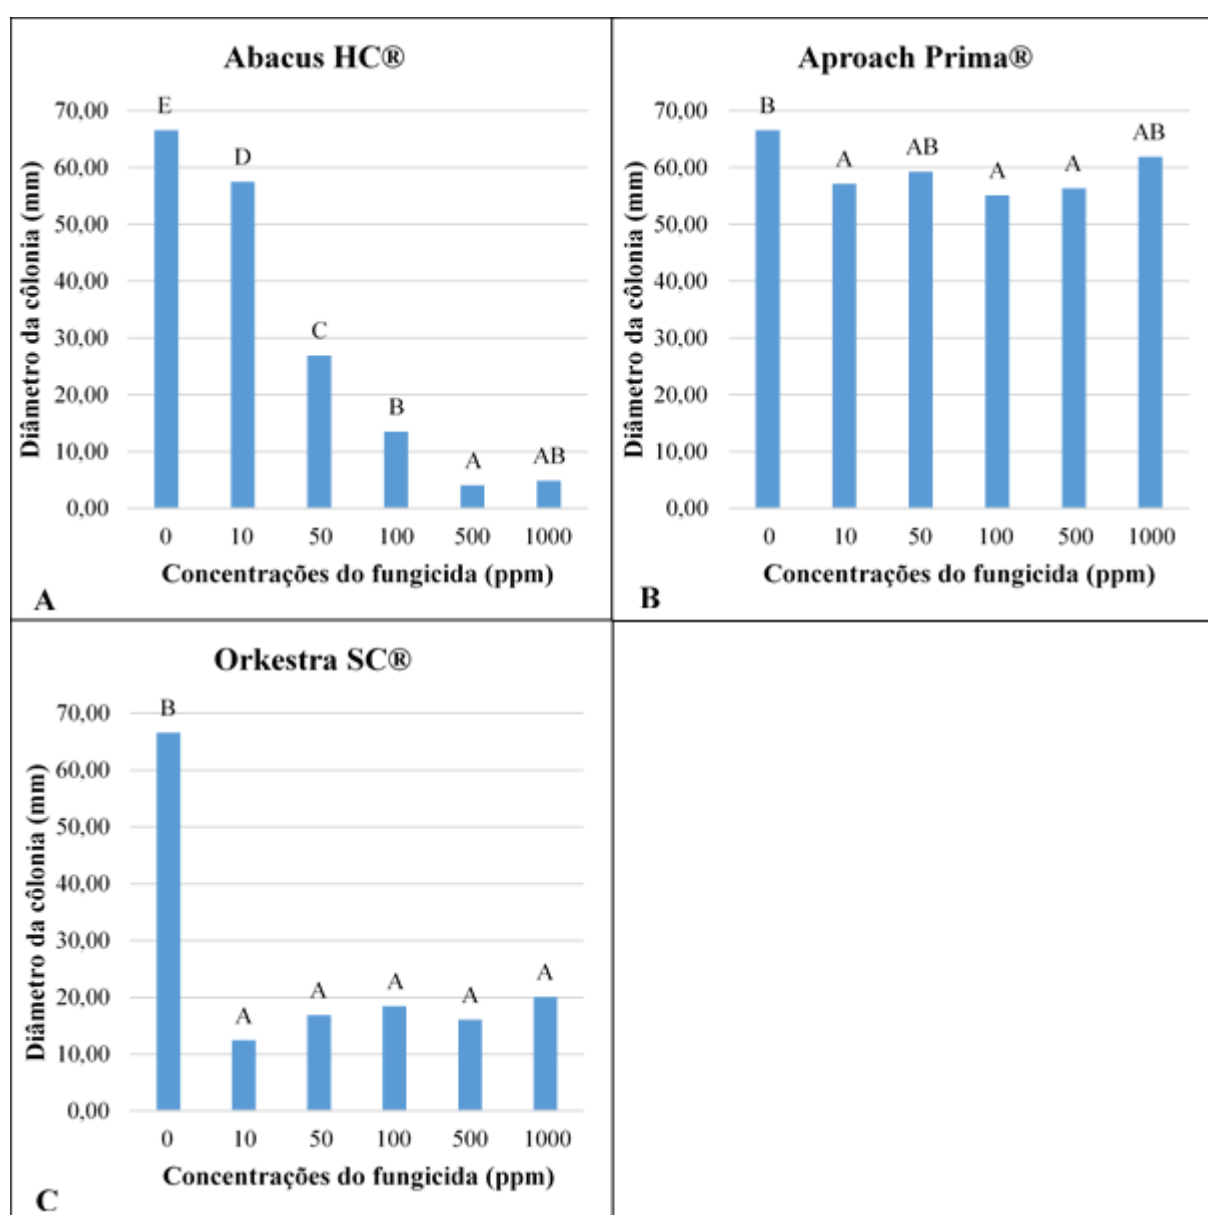 Abacus HC®
Diâmetro da côlonia (mm)
70,00
60,00
50,00
40,00
30,00
20,00
10,00
0,00
E
D
C
B
A
AB
0 10 50 100 500 1000
Concentrações do fungicida (ppm)
A
Aproach Prima®
Diâmetro da côlonia (mm)
70,00
60,00
50,00
40,00
30,00
20,00
10,00
0,00
B
A
AB
A
A
AB
0 10 50 100 500 1000
Concentrações do fungicida (ppm)
B
Orkestra SC®
Diâmetro da côlonia (mm)
70,00
60,00
50,00
40,00
30,00
20,00
10,00
0,00
B
A
A
A
A
A
0 10 50 100 500 1000
Concentrações do fungicida (ppm)
C